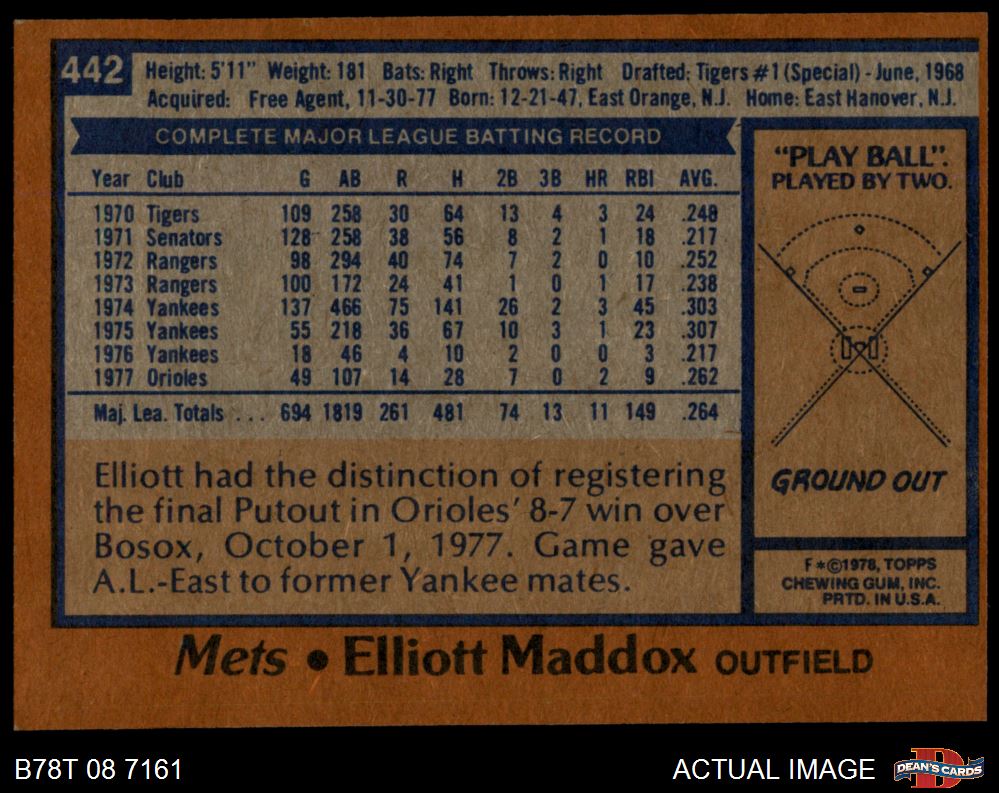 442
Height: 5'11" Weight: 181 Bats: Right Throws: Right Drafted: Tigers #1 (Special) - June, 1968
Acquired: Free Agent, 11-30-77 Born: 12-21-47, East Orange, N.J. Home: East Hanover, N.J.
COMPLETE MAJOR LEAGUE BATTING RECORD
Year Club G AB R H 2B 3B HR RBI AVG.
1970 Tigers 109 258 30 64 13 4 3 24 .248
1971 Senators 128 258 38 56 8 2 1 18 .217
1972 Rangers 98 294 40 74 7 2 0 10 .252
1973 Rangers 100 172 24 41 1 0 1 17 .238
1974 Yankees 137 466 75 141 26 2 3 45 .303
1975 Yankees 55 218 36 67 10 3 1 23 .307
1976 Yankees 18 46 4 10 2 0 0 3 .217
1977 Orioles 49 107 14 28 7 0 2 9 .262
Maj. Lea. Totals ... 694 1819 261 481 74 13 11 149 .264
Elliott had the distinction of registering
the final Putout in Orioles' 8-7 win over
Bosox, October 1, 1977. Game gave
A.L.-East to former Yankee mates.
"PLAY BALL".
PLAYED BY TWO.
GROUND OUT
F*©1978, TOPPS
CHEWING GUM, INC.
PRTD. IN U.S.A.
Mets • Elliott Maddox OUTFIELD
B78T 08 7161
ACTUAL IMAGE
DEAN'S CARDS